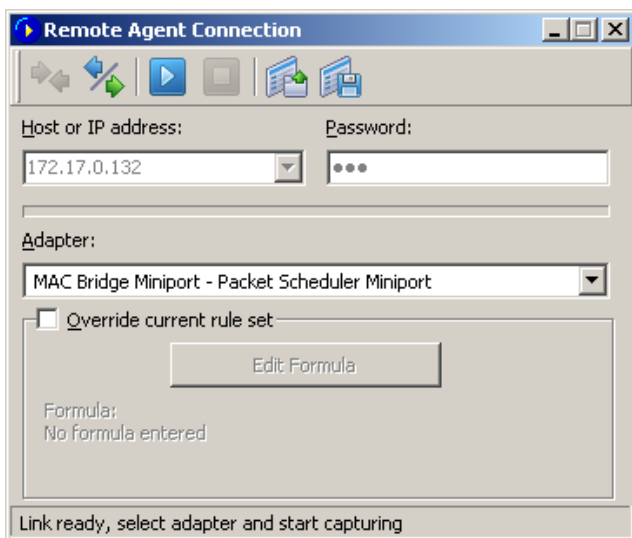 Remote Agent Connection
Host or IP address: Password:
172.17.0.132 •••
Adapter:
MAC Bridge Miniport - Packet Scheduler Miniport
Override current rule set
Edit Formula
Formula:
No formula entered
Link ready, select adapter and start capturing